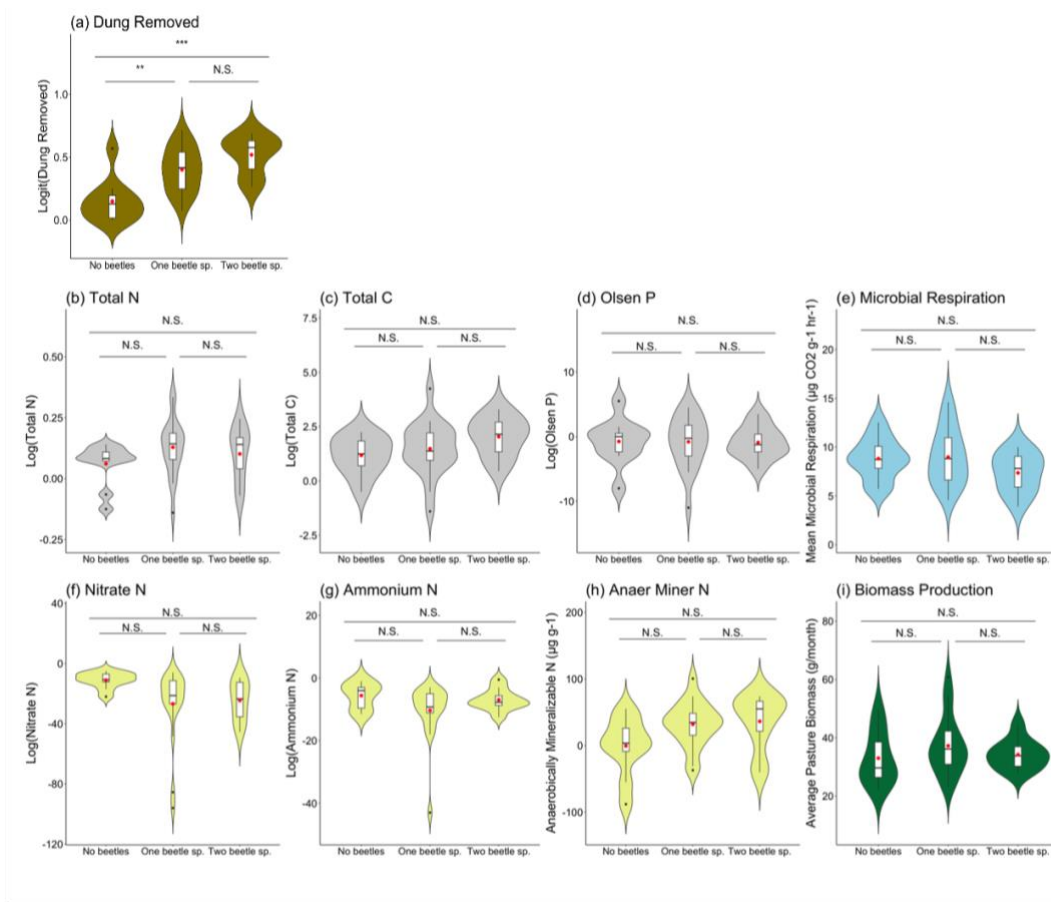 (a) Dung Removed
***
** N.S.
Logit(Dung Removed)
1.0
0.5
0.0
No beetles One beetle sp. Two beetle sp.
(b) Total N
N.S.
N.S. N.S.
Log(Total N)
0.50
0.25
0.00
-0.25
No beetles One beetle sp. Two beetle sp.
(c) Total C
N.S.
N.S. N.S.
Log(Total C)
7.5
5.0
2.5
0.0
-2.5
No beetles One beetle sp. Two beetle sp.
(d) Olsen P
N.S.
N.S. N.S.
Log(Olsen P)
10
0
-10
No beetles One beetle sp. Two beetle sp.
(e) Microbial Respiration
N.S.
N.S. N.S.
Mean Microbial Respiration (µg CO2 g-1 hr-1)
20
15
10
5
0
No beetles One beetle sp. Two beetle sp.
(f) Nitrate N
N.S.
N.S. N.S.
Log(Nitrate N)
40
0
-40
-80
-120
No beetles One beetle sp. Two beetle sp.
(g) Ammonium N
N.S.
N.S. N.S.
Log(Ammonium N)
20
0
-20
-40
No beetles One beetle sp. Two beetle sp.
(h) Anaer Miner N
N.S.
N.S. N.S.
Anaerobically Mineralizable N (µg g-1)
200
100
0
-100
No beetles One beetle sp. Two beetle sp.
(i) Biomass Production
N.S.
N.S. N.S.
Average Pasture Biomass (g/month)
80
60
40
20
No beetles One beetle sp. Two beetle sp.